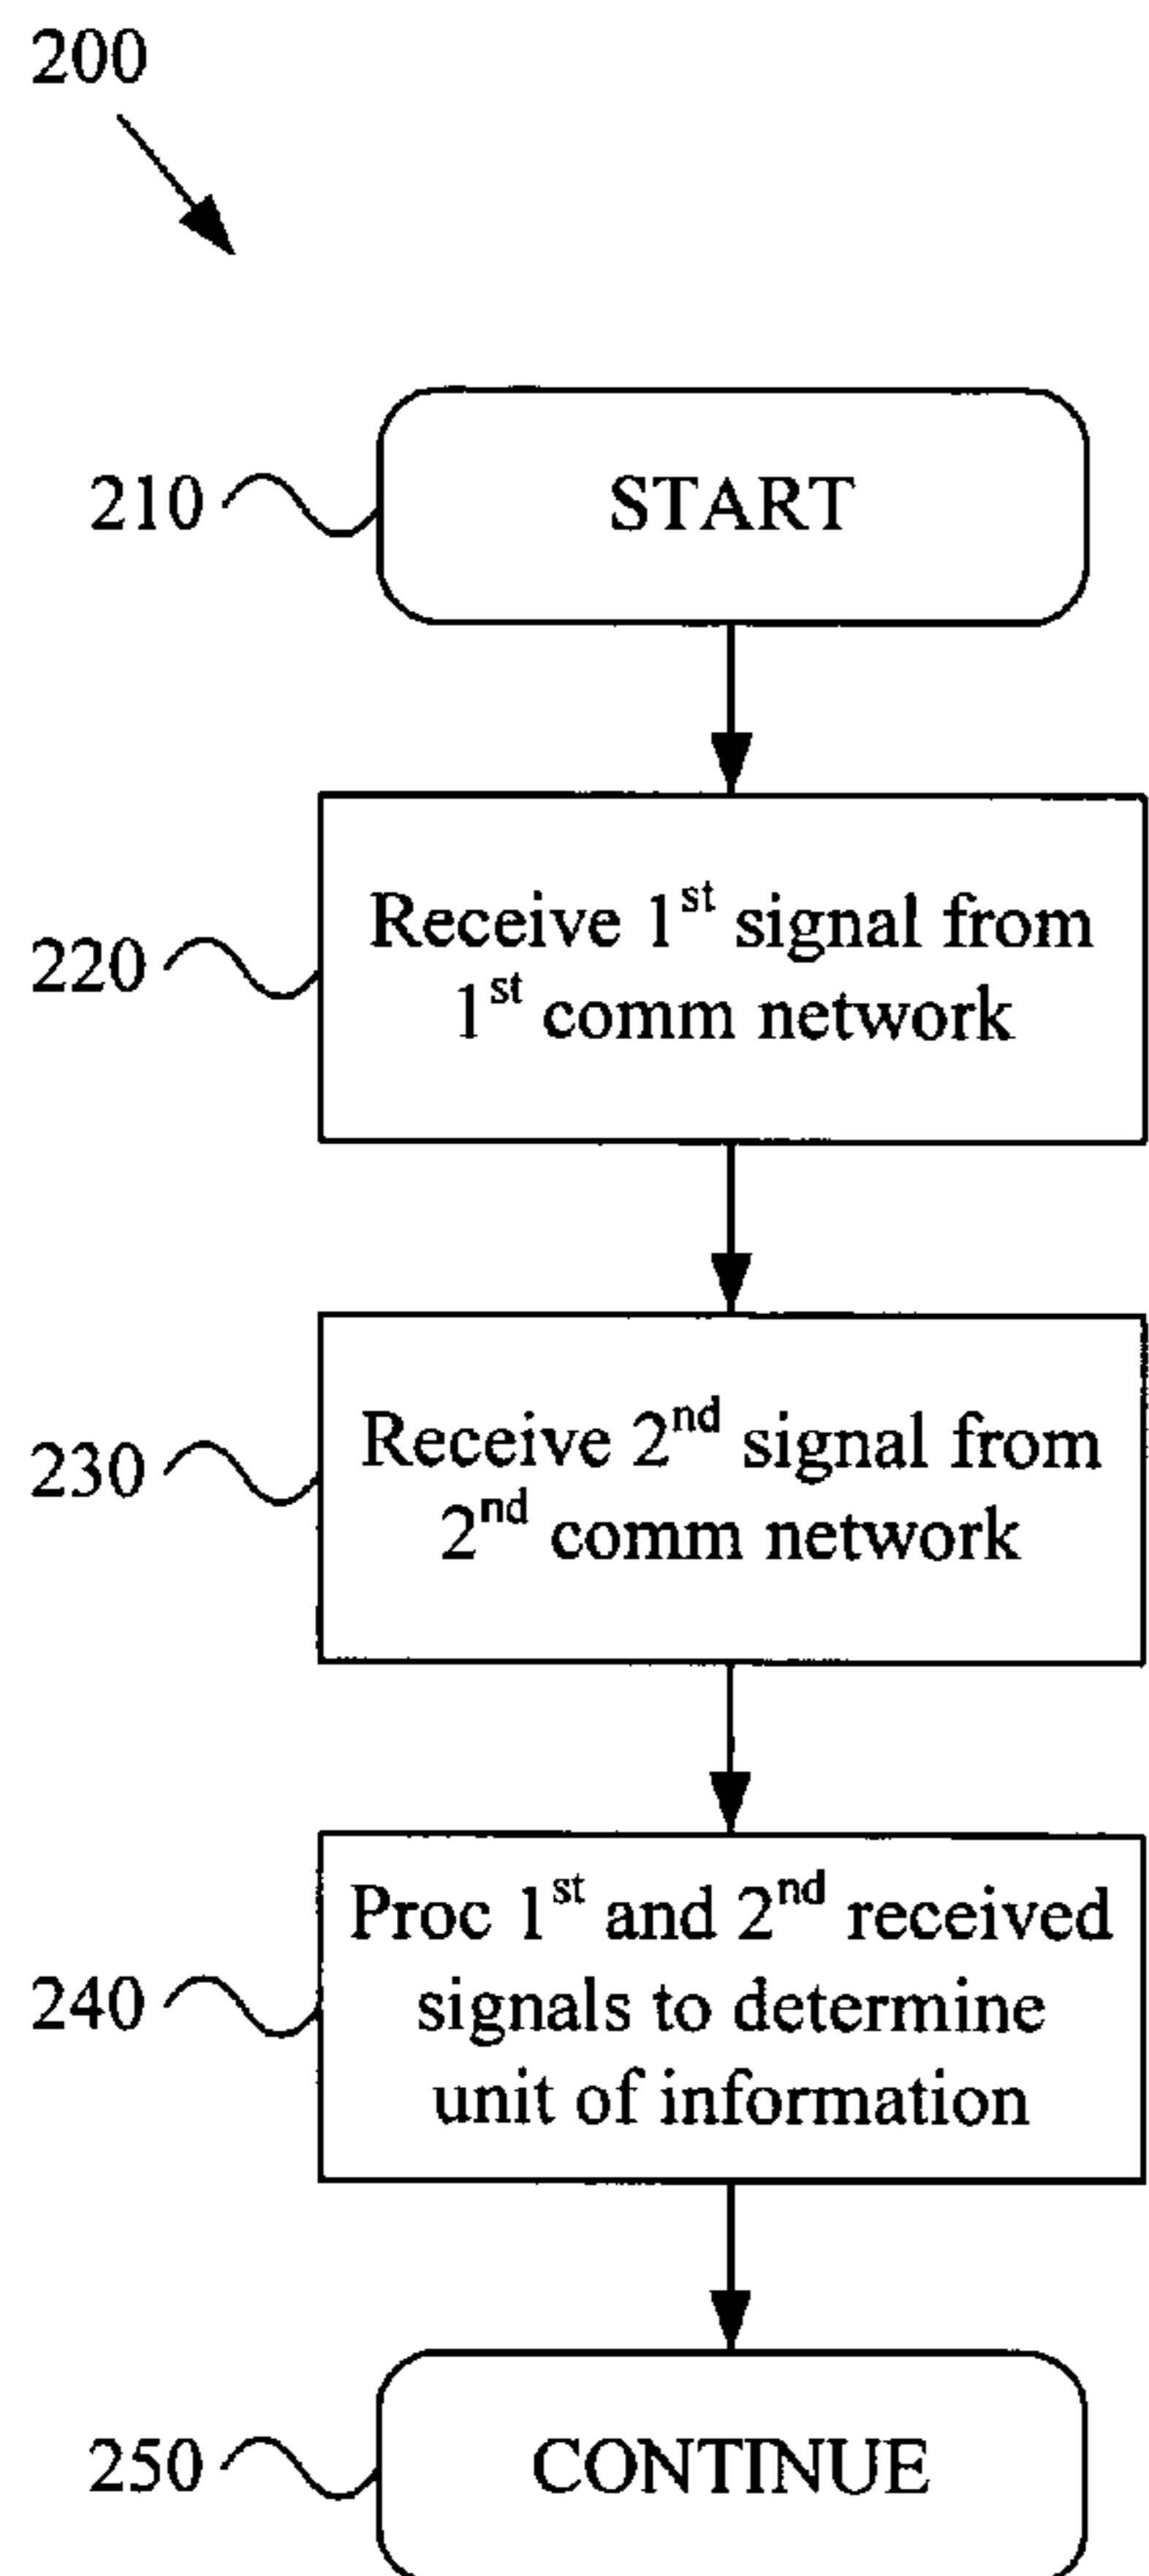 200
210
START
220
Receive 1st signal from
1st comm network
230
Receive 2nd signal from
2nd comm network
240
Proc 1st and 2nd received
signals to determine
unit of information
250
CONTINUE